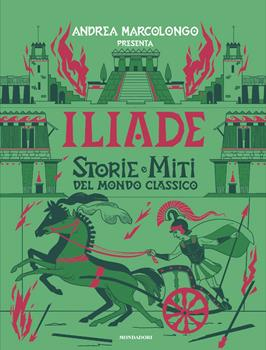 ANDREA MARCOLONGO
PRESENTA
ILIADE
STORIE e MITI
DEL MONDO CLASSICO
MONDADORI